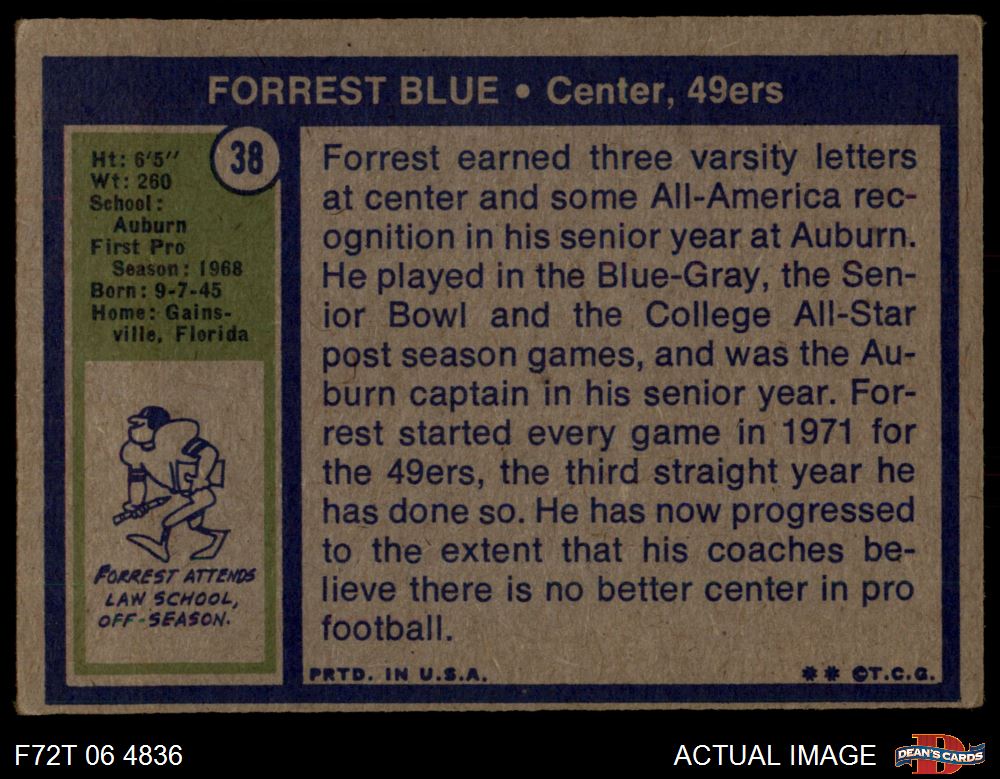 FORREST BLUE • Center, 49ers
38
Ht: 6'5"
Wt: 260
School:
Auburn
First Pro
Season: 1968
Born: 9-7-45
Home: Gains-
ville, Florida
FORREST ATTENDS
LAW SCHOOL,
OFF-SEASON.
Forrest earned three varsity letters
at center and some All-America rec-
ognition in his senior year at Auburn.
He played in the Blue-Gray, the Sen-
ior Bowl and the College All-Star
post season games, and was the Au-
burn captain in his senior year. For-
rest started every game in 1971 for
the 49ers, the third straight year he
has done so. He has now progressed
to the extent that his coaches be-
lieve there is no better center in pro
football.
PRTD. IN U.S.A.
** ©T.C.G.
F72T 06 4836
ACTUAL IMAGE
D
DEAN'S CARDS